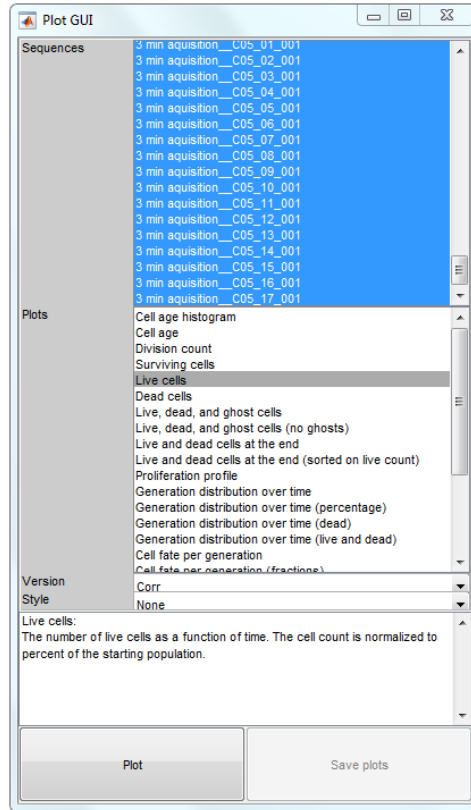 Plot GUI
Sequences
3 min aquisition__C05_01_001
3 min aquisition__C05_02_001
3 min aquisition__C05_03_001
3 min aquisition__C05_04_001
3 min aquisition__C05_05_001
3 min aquisition__C05_06_001
3 min aquisition__C05_07_001
3 min aquisition__C05_08_001
3 min aquisition__C05_09_001
3 min aquisition__C05_10_001
3 min aquisition__C05_11_001
3 min aquisition__C05_12_001
3 min aquisition__C05_13_001
3 min aquisition__C05_14_001
3 min aquisition__C05_15_001
3 min aquisition__C05_16_001
3 min aquisition__C05_17_001
Plots
Cell age histogram
Cell age
Division count
Surviving cells
Live cells
Dead cells
Live, dead, and ghost cells
Live, dead, and ghost cells (no ghosts)
Live and dead cells at the end
Live and dead cells at the end (sorted on live count)
Proliferation profile
Generation distribution over time
Generation distribution over time (percentage)
Generation distribution over time (dead)
Generation distribution over time (live and dead)
Cell fate per generation
Cell fate per generation (fractions)
Version
Corr
Style
None
Live cells:
The number of live cells as a function of time. The cell count is normalized to
percent of the starting population.
Plot
Save plots